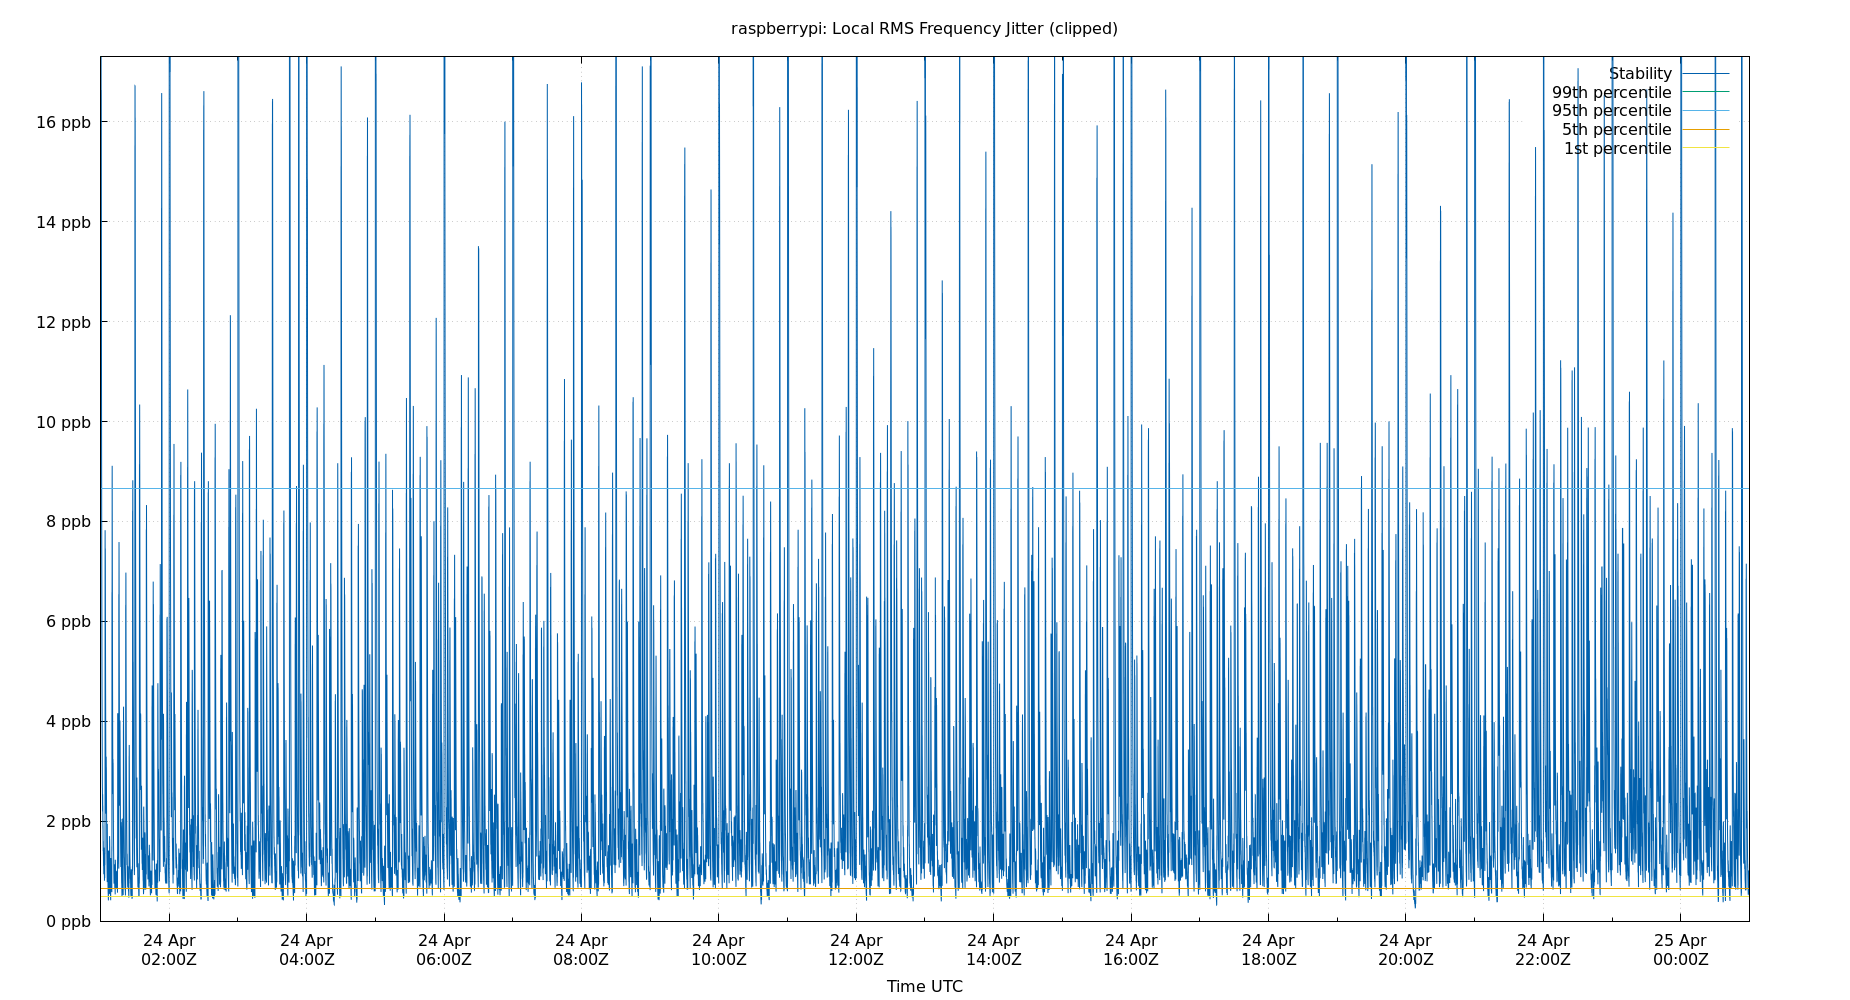 raspberrypi: Local RMS Frequency Jitter (clipped)
Stability
99th percentile
95th percentile
5th percentile
1st percentile
16 ppb
14 ppb
12 ppb
10 ppb
8 ppb
6 ppb
4 ppb
2 ppb
0 ppb
24 Apr 24 Apr 24 Apr 24 Apr 24 Apr 24 Apr 24 Apr 24 Apr 24 Apr 24 Apr 24 Apr 25 Apr
02:00Z 04:00Z 06:00Z 08:00Z 10:00Z 12:00Z 14:00Z 16:00Z 18:00Z 20:00Z 22:00Z 00:00Z
Time UTC